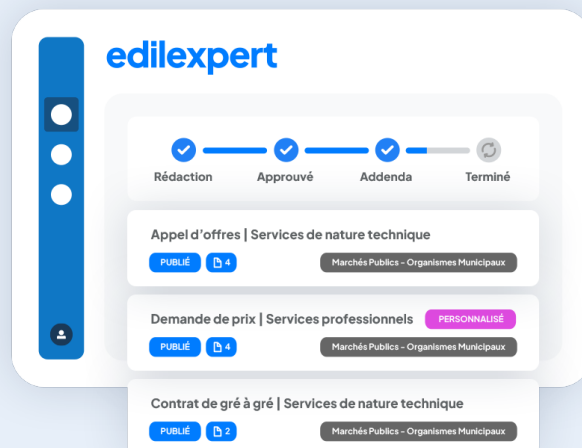 edilexpert
Rédaction Approuvé Addenda Terminé
Appel d'offres | Services de nature technique
PUBLIÉ 4 Marchés Publics - Organismes Municipaux
Demande de prix | Services professionnels PERSONNALISÉ
PUBLIÉ 4 Marchés Publics - Organismes Municipaux
Contrat de gré à gré | Services de nature technique
PUBLIÉ 2 Marchés Publics - Organismes Municipaux